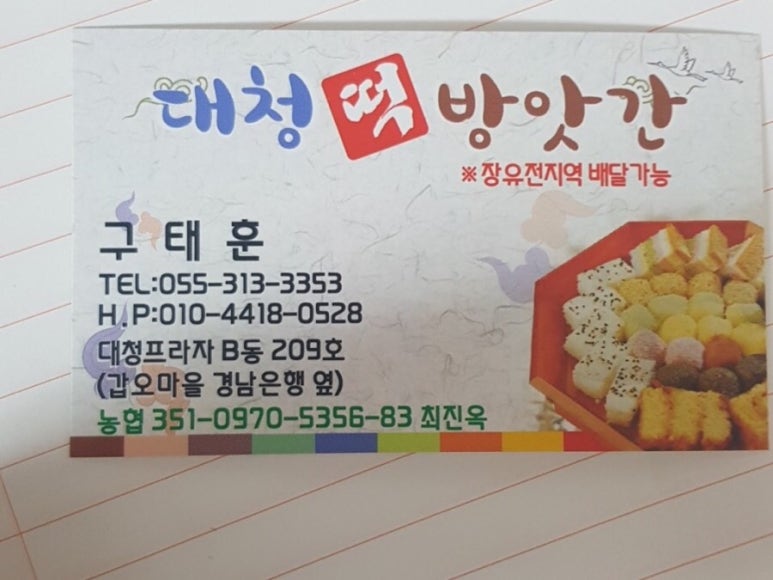 대청 떡 방앗간
※장유전지역 배달가능
구 태 훈
TEL:055-313-3353
H.P:010-4418-0528
대청프라자 B동 209호
(갑오마을 경남은행 옆)
농협 351-0970-5356-83 최진옥